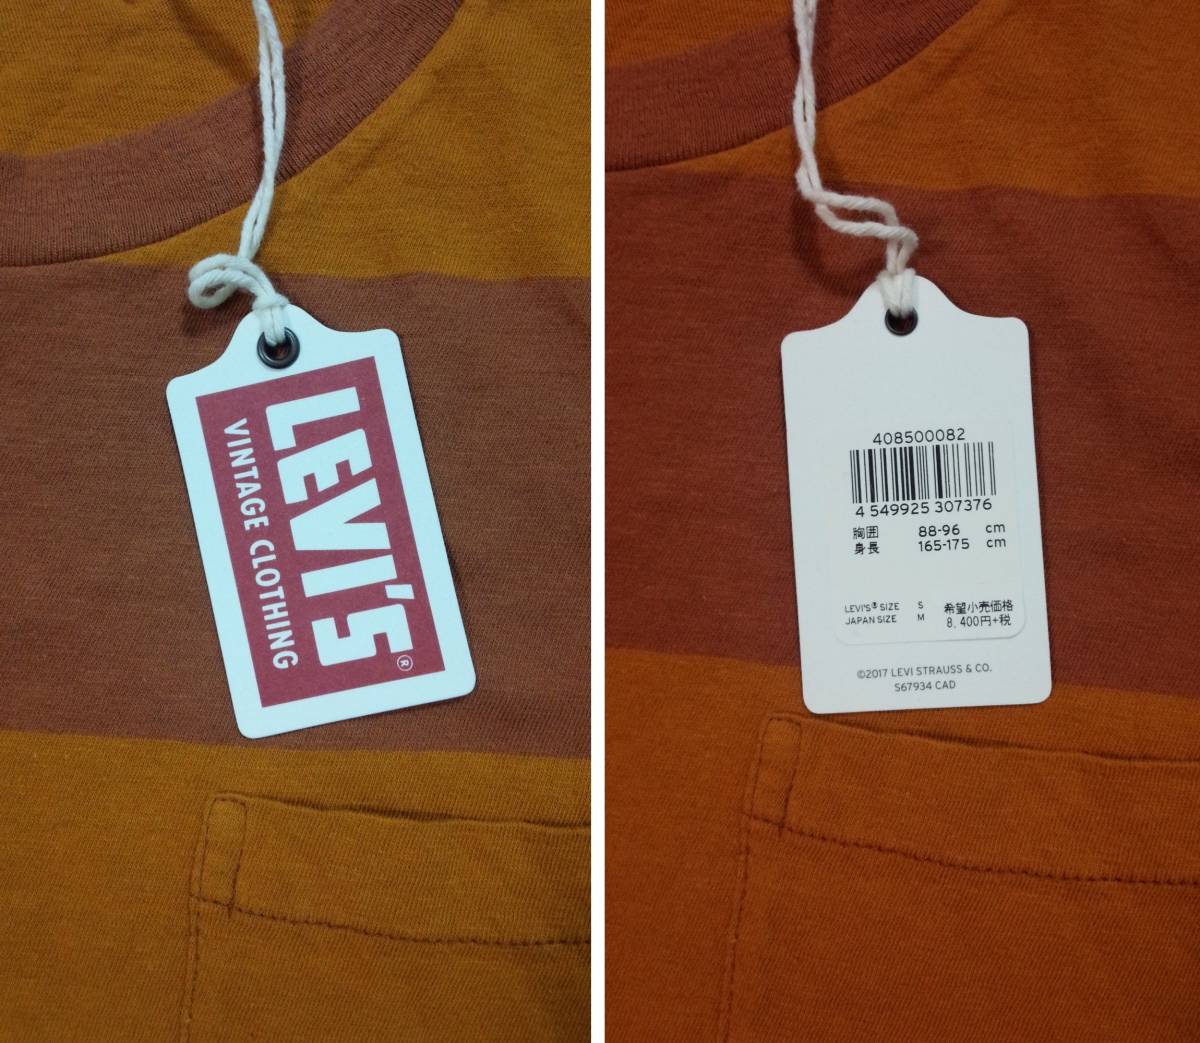 LEVI'S®
VINTAGE CLOTHING
408500082
4 549925 307376
胸囲 88-96 cm
身長 165-175 cm
LEVI'S® SIZE S
JAPAN SIZE M
希望小売価格
8,400円+税
©2017 LEVI STRAUSS & CO.
S67934 CAD